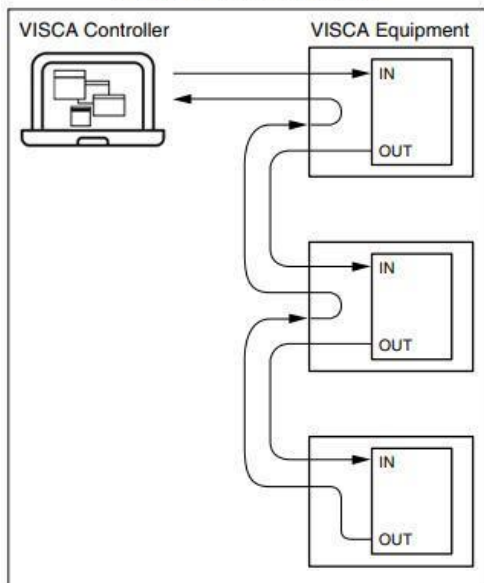 VISCA Controller
VISCA Equipment
IN
OUT
IN
OUT
IN
OUT